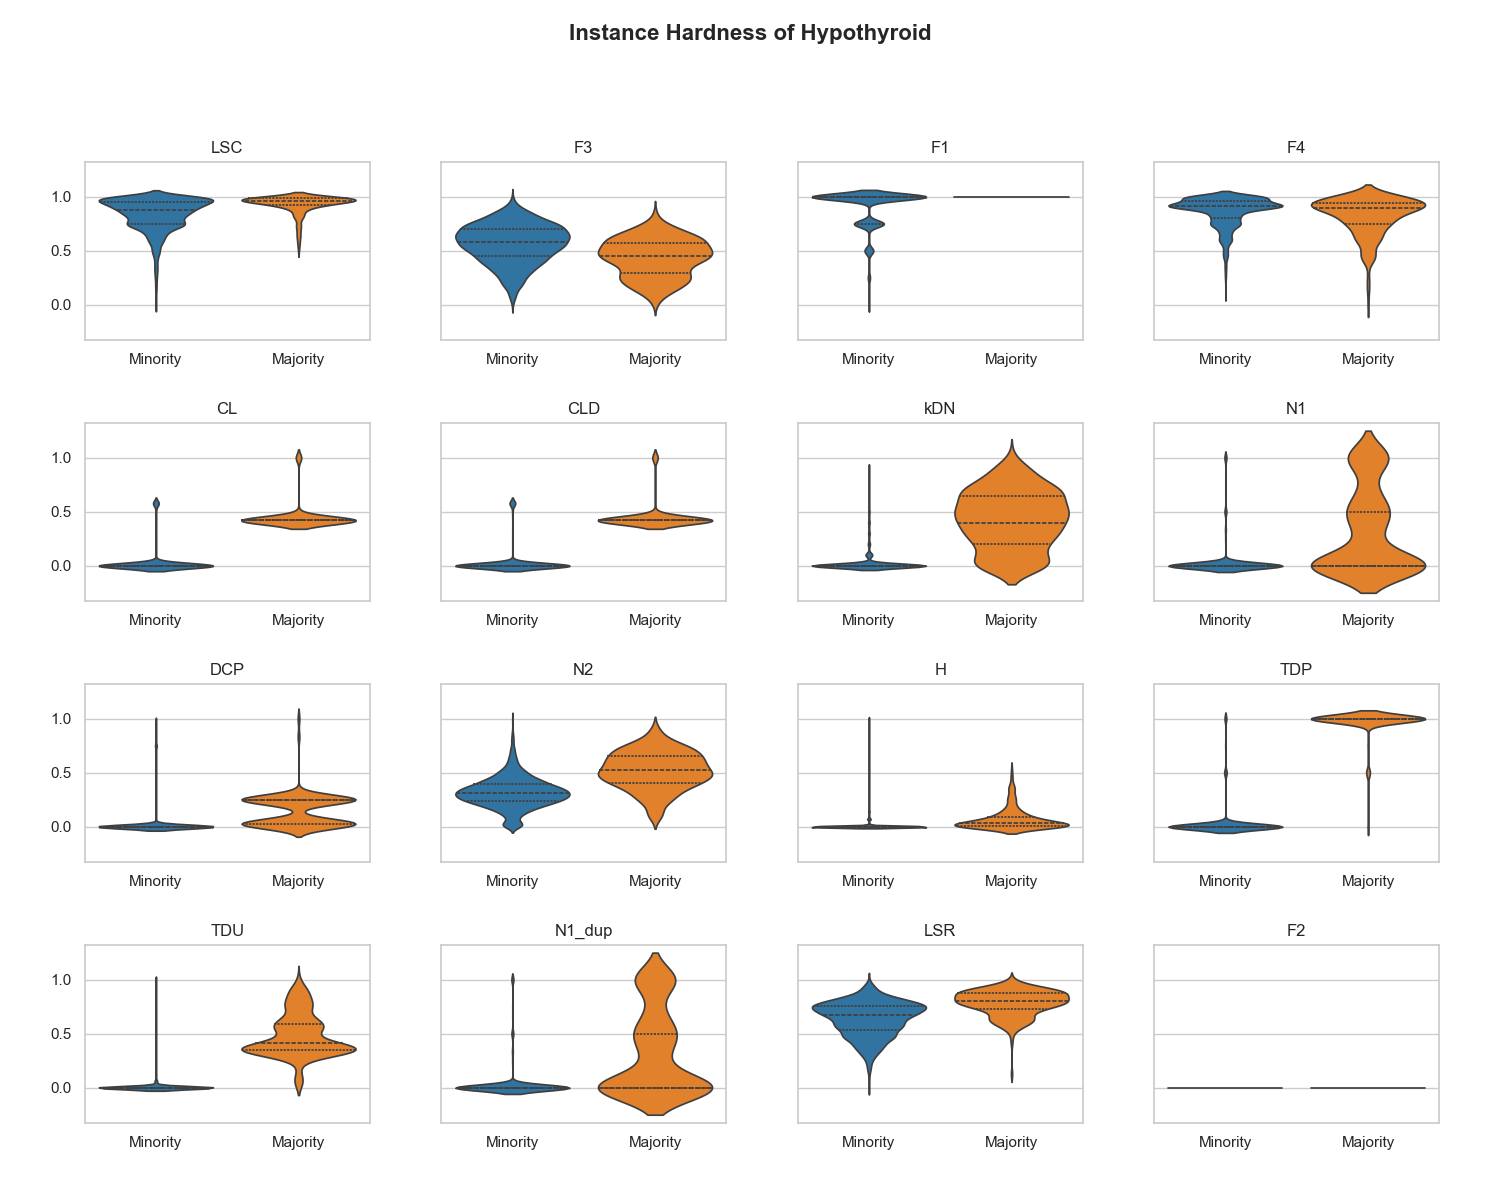 Instance Hardness of Hypothyroid
LSC F3 F1 F4
1.0
0.5
0.0
Minority Majority Minority Majority Minority Majority Minority Majority
CL CLD kDN N1
1.0
0.5
0.0
Minority Majority Minority Majority Minority Majority Minority Majority
DCP N2 H TDP
1.0
0.5
0.0
Minority Majority Minority Majority Minority Majority Minority Majority
TDU N1_dup LSR F2
1.0
0.5
0.0
Minority Majority Minority Majority Minority Majority Minority Majority